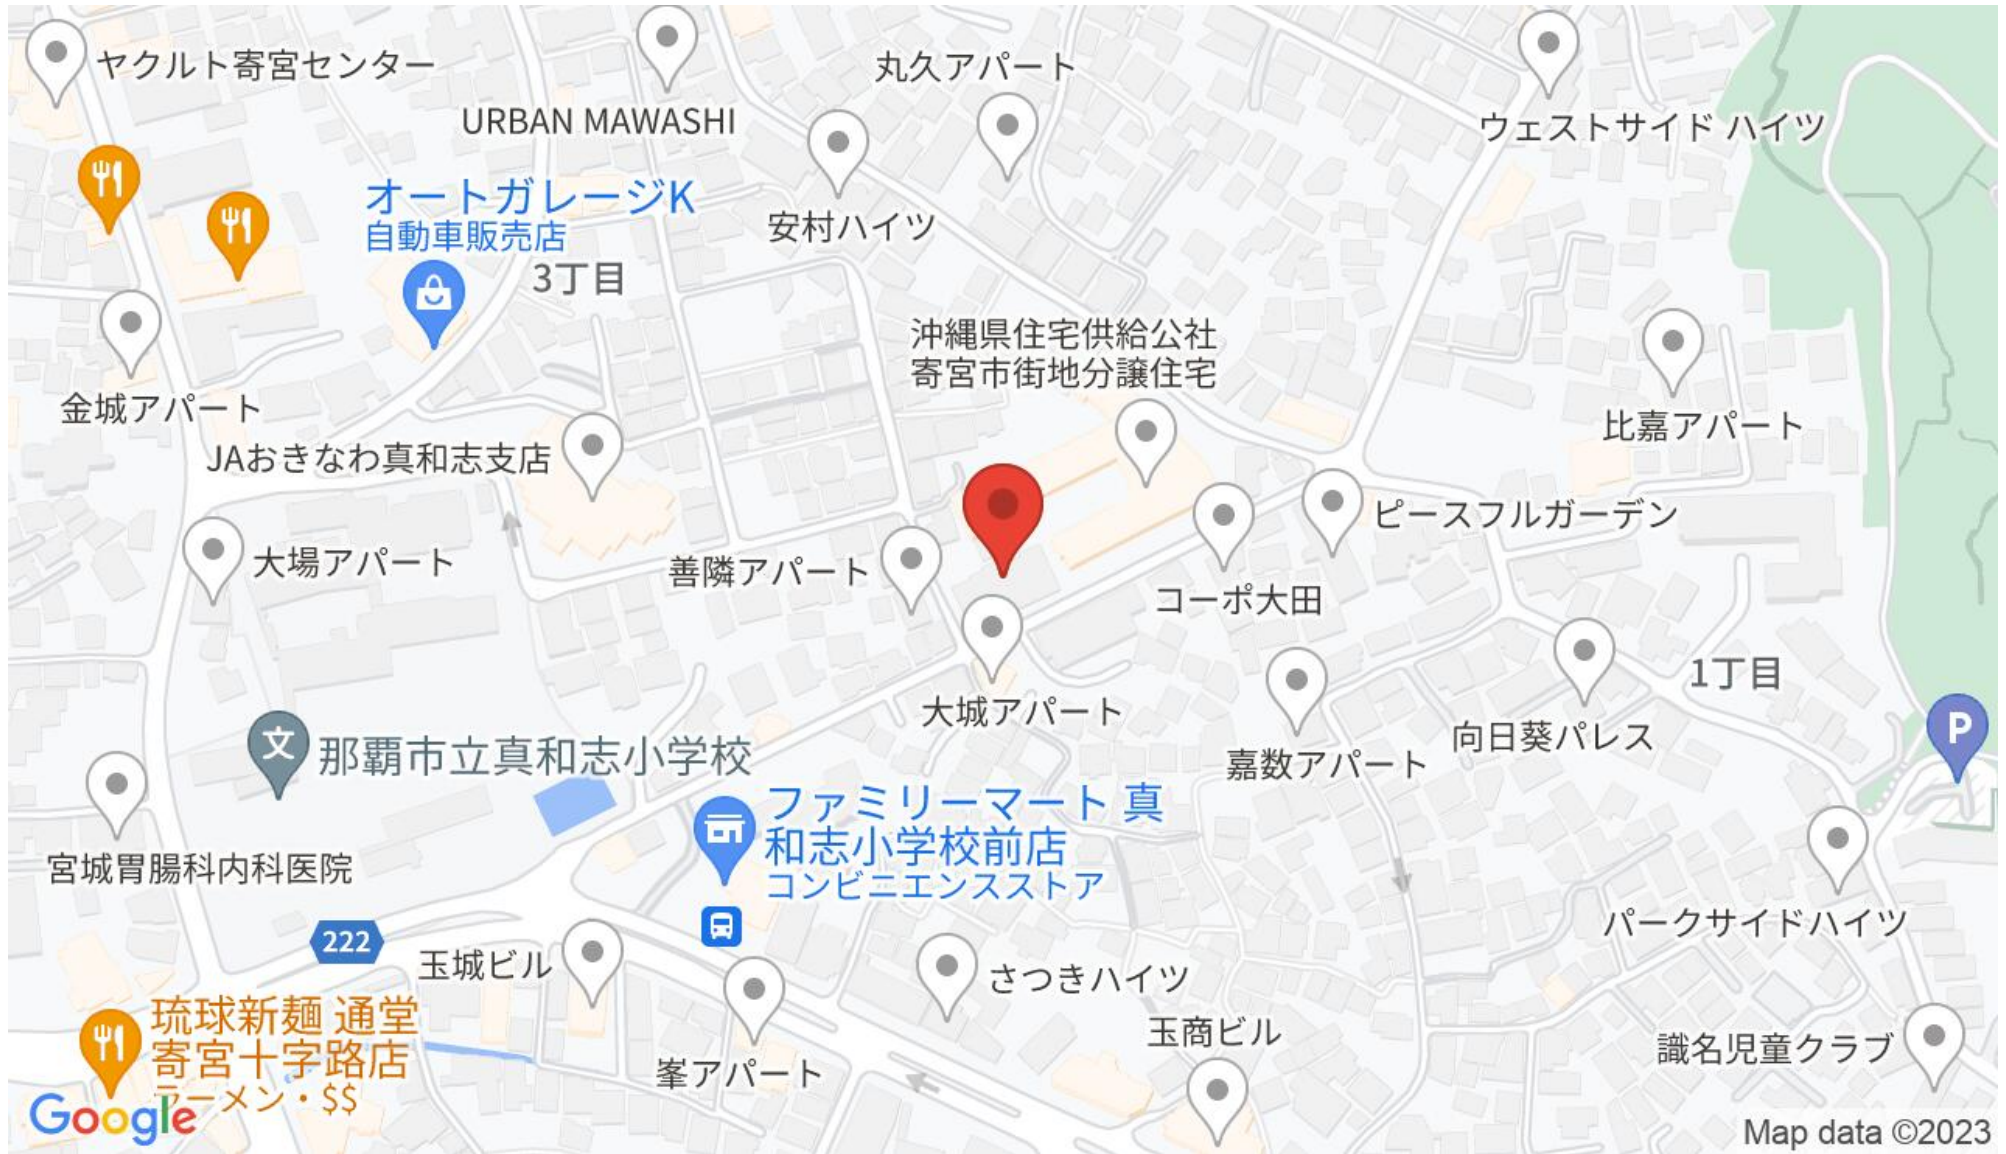 ヤクルト寄宮センター
URBAN MAWASHI
丸久アパート
ウェストサイド ハイツ
オートガレージK
自動車販売店
安村ハイツ
3丁目
沖縄県住宅供給公社
寄宮市街地分譲住宅
金城アパート
JAおきなわ真和志支店
比嘉アパート
ピースフルガーデン
大場アパート
善隣アパート
コーポ大田
1丁目
大城アパート
向日葵パレス
嘉数アパート
P
文
那覇市立真和志小学校
ファミリーマート 真
和志小学校前店
コンビニエンスストア
宮城胃腸科内科医院
パークサイドハイツ
222
玉城ビル
さつきハイツ
琉球新麺 通堂
寄宮十字路店
ラーメン・$$
峯アパート
玉商ビル
識名児童クラブ
Google
Map data ©2023